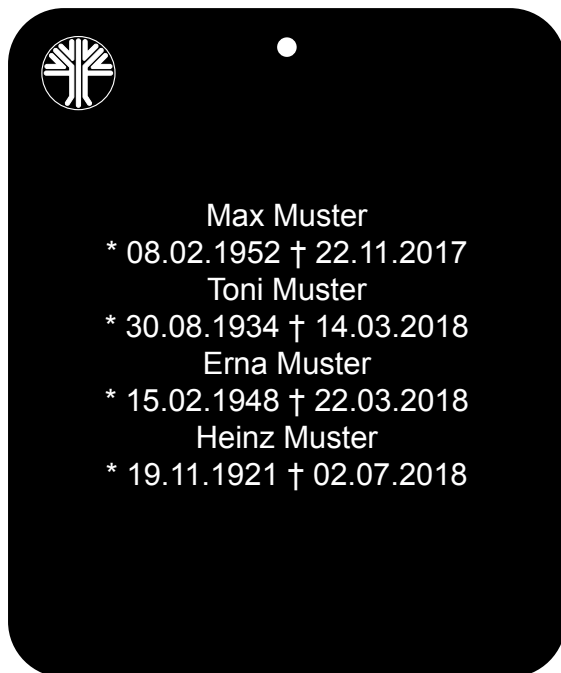 Max Muster
* 08.02.1952 † 22.11.2017
Toni Muster
* 30.08.1934 † 14.03.2018
Erna Muster
* 15.02.1948 † 22.03.2018
Heinz Muster
* 19.11.1921 † 02.07.2018